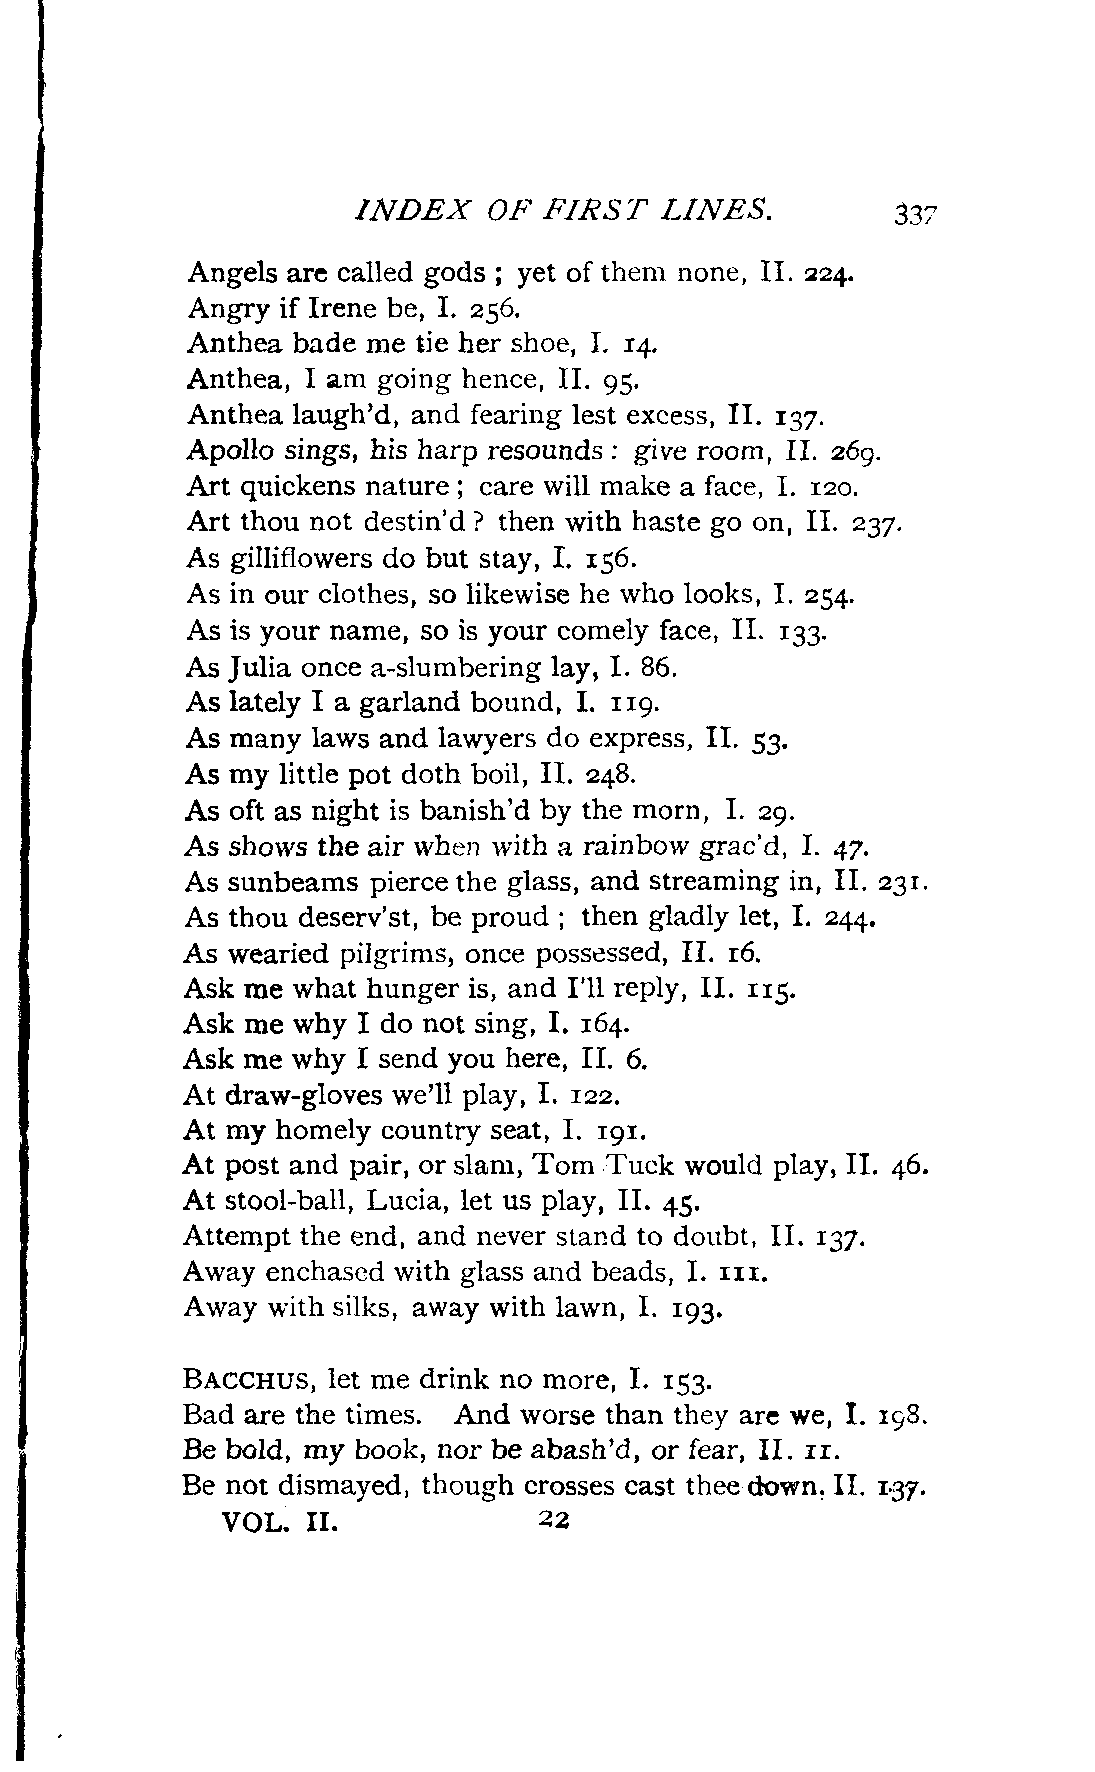 INDEX OF FIRST LINES. 337
Angels are called gods ; yet of them none, II. 224.
Angry if Irene be, I. 256.
Anthea bade me tie her shoe, I. 14.
Anthea, I am going hence, II. 95.
Anthea laugh'd, and fearing lest excess, II. 137.
Apollo sings, his harp resounds : give room, II. 269.
Art quickens nature ; care will make a face, I. 120.
Art thou not destin'd ? then with haste go on, II. 237.
As gilliflowers do but stay, I. 156.
As in our clothes, so likewise he who looks, I. 254.
As is your name, so is your comely face, II. 133.
As Julia once a-slumbering lay, I. 86.
As lately I a garland bound, I. 119.
As many laws and lawyers do express, II. 53.
As my little pot doth boil, II. 248.
As oft as night is banish'd by the morn, I. 29.
As shows the air when with a rainbow grac'd, I. 47.
As sunbeams pierce the glass, and streaming in, II. 231.
As thou deserv'st, be proud ; then gladly let, I. 244.
As wearied pilgrims, once possessed, II. 16.
Ask me what hunger is, and I'll reply, II. 115.
Ask me why I do not sing, I. 164.
Ask me why I send you here, II. 6.
At draw-gloves we'll play, I. 122.
At my homely country seat, I. 191.
At post and pair, or slam, Tom Tuck would play, II. 46.
At stool-ball, Lucia, let us play, II. 45.
Attempt the end, and never stand to doubt, II. 137.
Away enchased with glass and beads, I. 111.
Away with silks, away with lawn, I. 193.
BACCHUS, let me drink no more, I. 153.
Bad are the times. And worse than they are we, I. 198.
Be bold, my book, nor be abash'd, or fear, II. 11.
Be not dismayed, though crosses cast thee down, II. 137.
VOL. II. 22